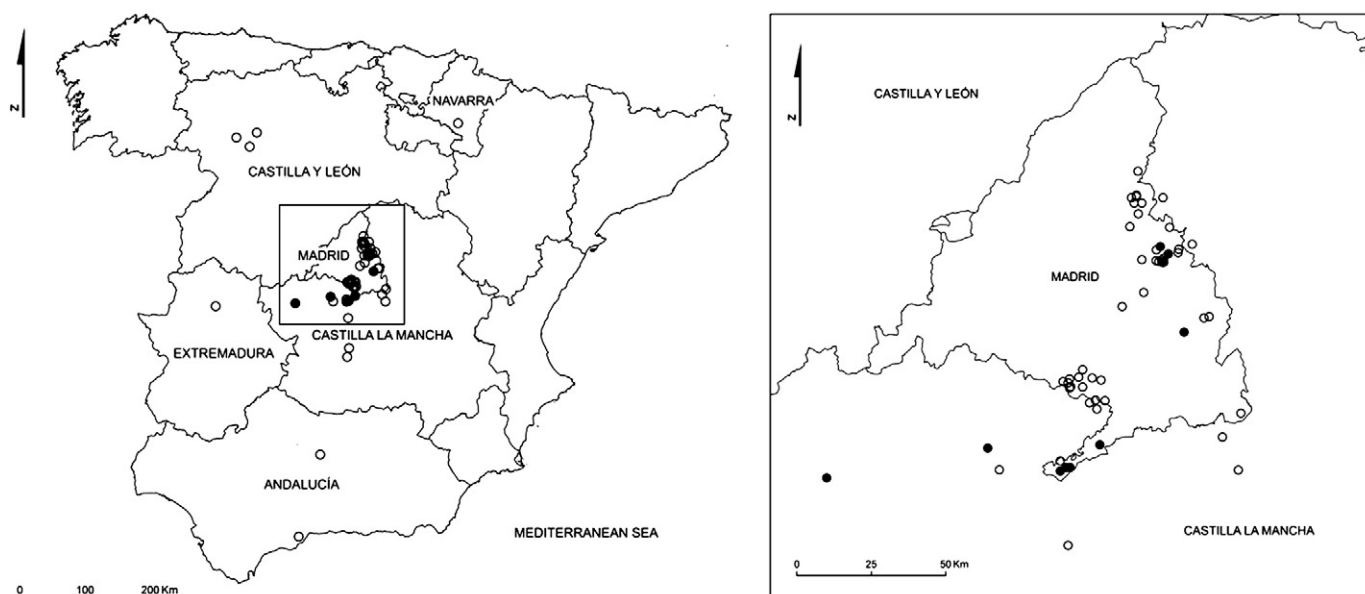 N
NAVARRA
CASTILLA Y LEÓN
MADRID
CASTILLA LA MANCHA
EXTREMADURA
ANDALUCÍA
MEDITERRANEAN SEA
0 100 200 Km
N
CASTILLA Y LEÓN
MADRID
CASTILLA LA MANCHA
0 25 50 Km